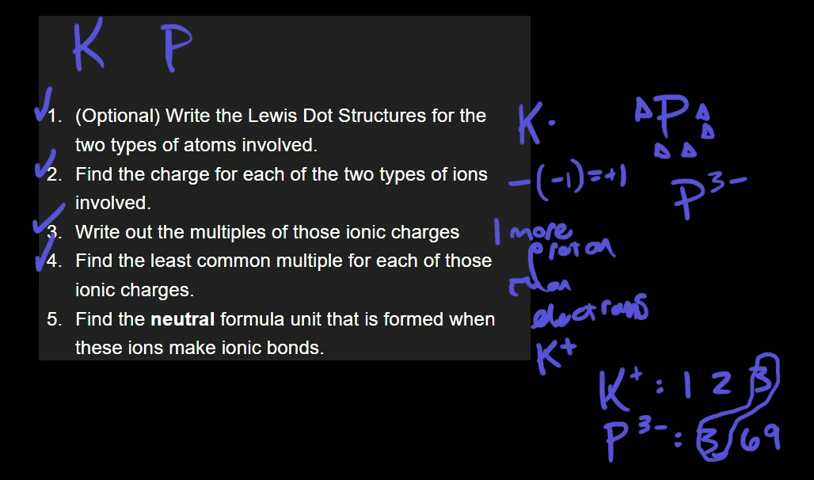 K P
1. (Optional) Write the Lewis Dot Structures for the
two types of atoms involved.
2. Find the charge for each of the two types of ions
involved.
3. Write out the multiples of those ionic charges
4. Find the least common multiple for each of those
ionic charges.
5. Find the neutral formula unit that is formed when
these ions make ionic bonds.
K· P
-(-1)=+1
P³⁻
1 more
proton
than
electrons
K⁺
K⁺: 1 2 3
P³⁻: 3 6 9